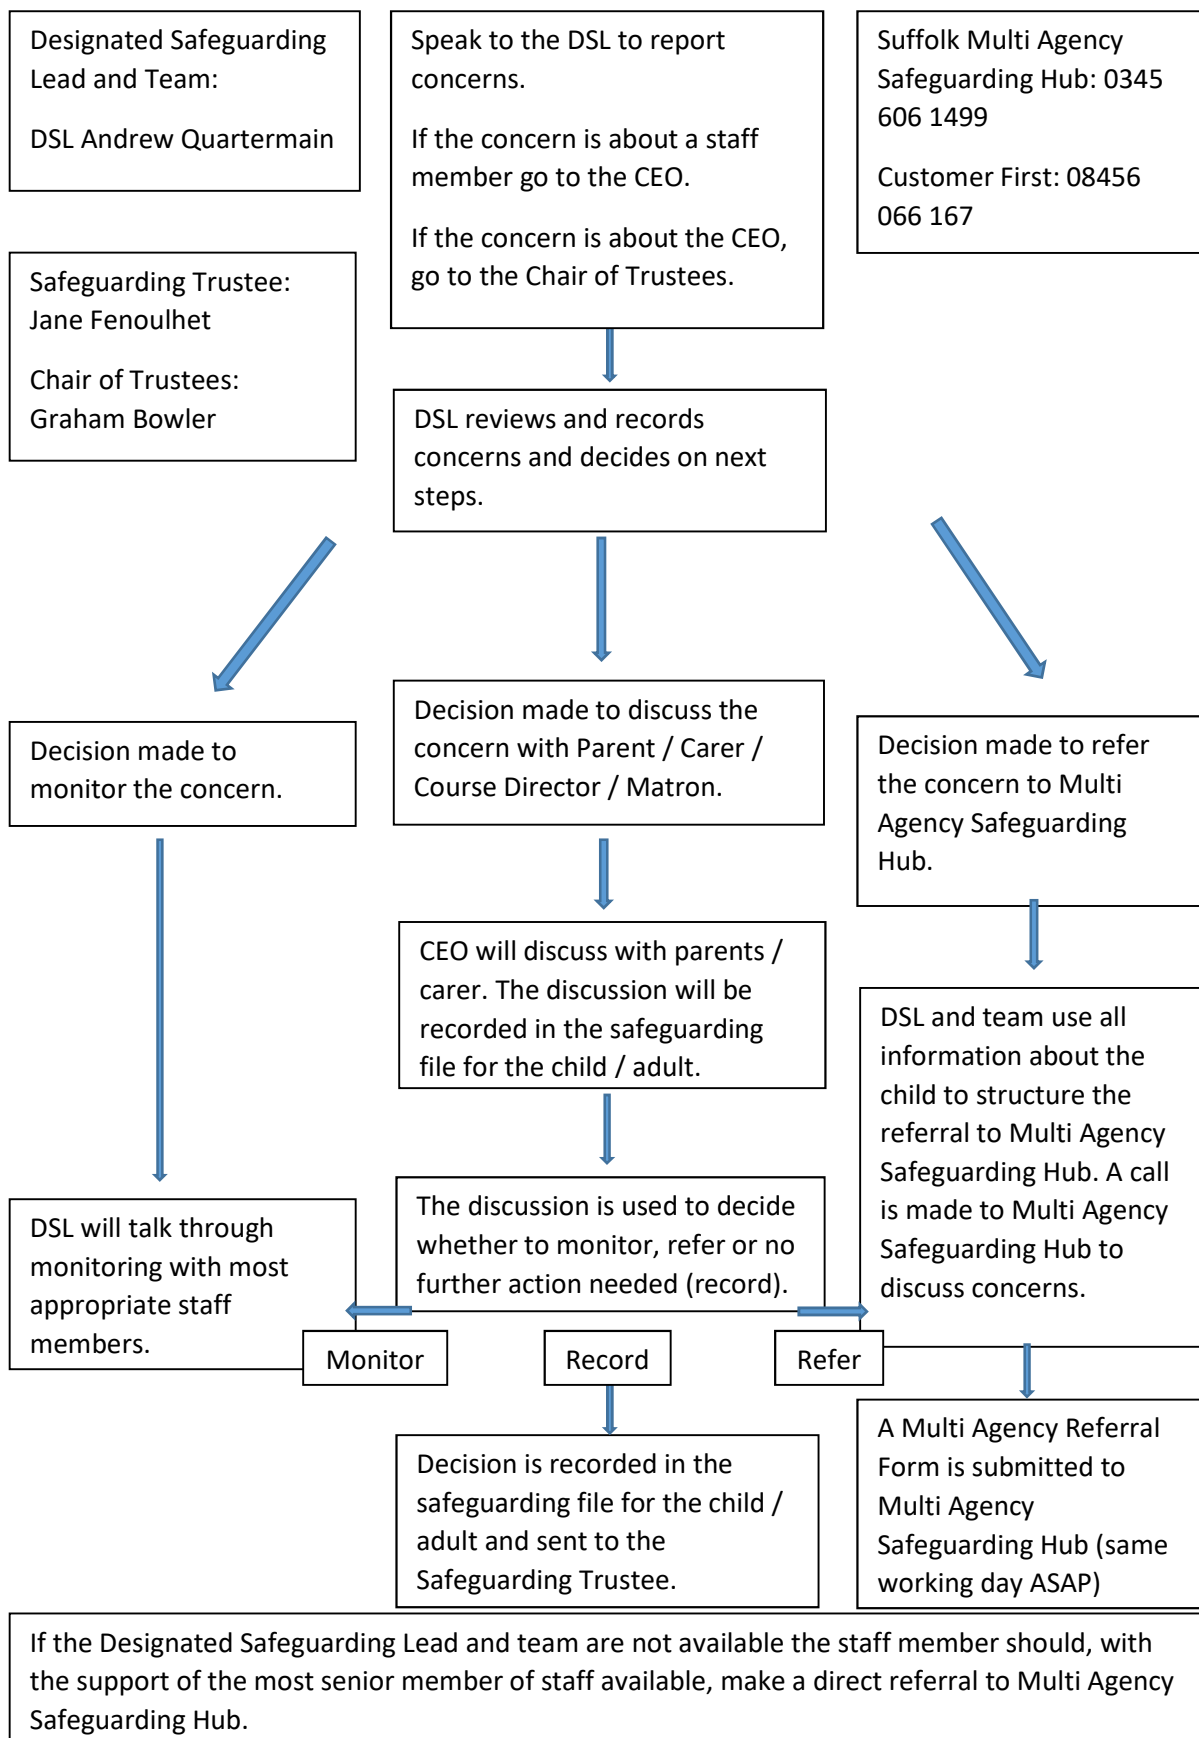 Designated Safeguarding
Lead and Team:
DSL Andrew Quartermain
Speak to the DSL to report
concerns.
If the concern is about a staff
member go to the CEO.
If the concern is about the CEO,
go to the Chair of Trustees.
Suffolk Multi Agency
Safeguarding Hub: 0345
606 1499
Customer First: 08456
066 167
Safeguarding Trustee:
Jane Fenoulhet
Chair of Trustees:
Graham Bowler
DSL reviews and records
concerns and decides on next
steps.
Decision made to
monitor the concern.
Decision made to discuss the
concern with Parent / Carer /
Course Director / Matron.
Decision made to refer
the concern to Multi
Agency Safeguarding
Hub.
CEO will discuss with parents /
carer. The discussion will be
recorded in the safeguarding
file for the child / adult.
DSL and team use all
information about the
child to structure the
referral to Multi Agency
Safeguarding Hub. A call
is made to Multi Agency
Safeguarding Hub to
discuss concerns.
DSL will talk through
monitoring with most
appropriate staff
members.
The discussion is used to decide
whether to monitor, refer or no
further action needed (record).
Monitor
Record
Refer
Decision is recorded in the
safeguarding file for the child /
adult and sent to the
Safeguarding Trustee.
A Multi Agency Referral
Form is submitted to
Multi Agency
Safeguarding Hub (same
working day ASAP)
If the Designated Safeguarding Lead and team are not available the staff member should, with
the support of the most senior member of staff available, make a direct referral to Multi Agency
Safeguarding Hub.